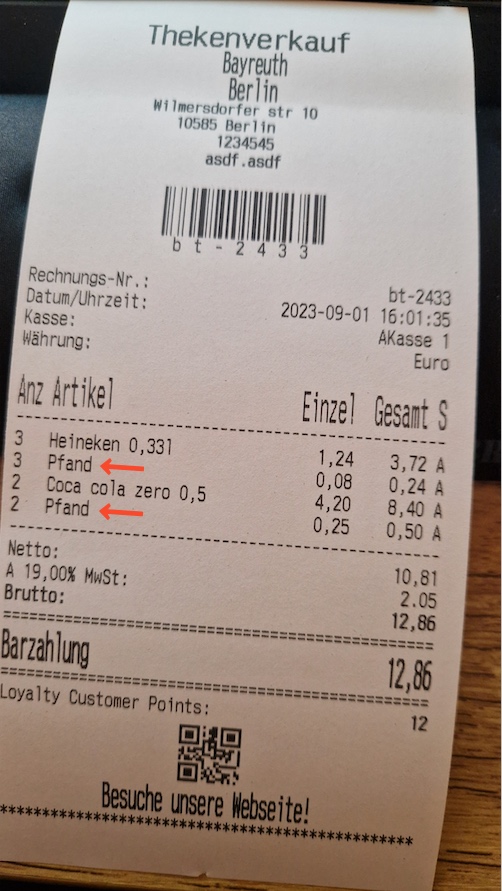 Thekenverkauf
Bayreuth
Berlin
Wilmersdorfer str 10
10585 Berlin
1234545
asdf.asdf
bt-2433
Rechnungs-Nr.: bt-2433
Datum/Uhrzeit: 2023-09-01 16:01:35
Kasse: AKasse 1
Währung: Euro
Anz Artikel Einzel Gesamt S
3 Heineken 0,33l 1,24 3,72 A
3 Pfand 0,08 0,24 A
2 Coca cola zero 0,5 4,20 8,40 A
2 Pfand 0,25 0,50 A
Netto: 10,81
A 19,00% MwSt: 2.05
Brutto: 12,86
Barzahlung 12,86
Loyalty Customer Points: 12
Besuche unsere Webseite!